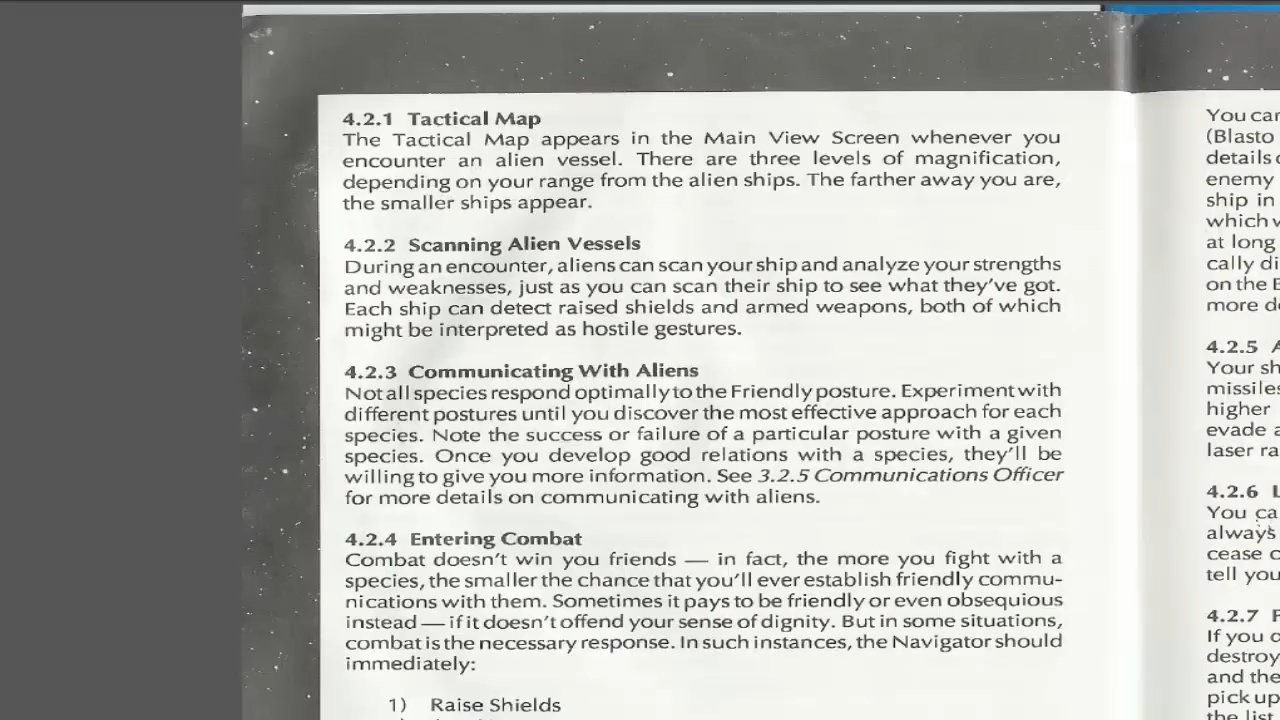 4.2.1 Tactical Map
The Tactical Map appears in the Main View Screen whenever you
encounter an alien vessel. There are three levels of magnification,
depending on your range from the alien ships. The farther away you are,
the smaller ships appear.
4.2.2 Scanning Alien Vessels
During an encounter, aliens can scan your ship and analyze your strengths
and weaknesses, just as you can scan their ship to see what they've got.
Each ship can detect raised shields and armed weapons, both of which
might be interpreted as hostile gestures.
4.2.3 Communicating With Aliens
Not all species respond optimally to the Friendly posture. Experiment with
different postures until you discover the most effective approach for each
species. Note the success or failure of a particular posture with a given
species. Once you develop good relations with a species, they'll be
willing to give you more information. See 3.2.5 Communications Officer
for more details on communicating with aliens.
4.2.4 Entering Combat
Combat doesn't win you friends — in fact, the more you fight with a
species, the smaller the chance that you'll ever establish friendly commu-
nications with them. Sometimes it pays to be friendly or even obsequious
instead — if it doesn't offend your sense of dignity. But in some situations,
combat is the necessary response. In such instances, the Navigator should
immediately:
1) Raise Shields
You can
(Blasto
details
enemy
ship in
which
at long
cally di
on the
more
4.2.5
Your sh
missiles
higher
evade
laser ra
4.2.6
You ca
always
cease
tell you
4.2.7
If you
destroy
and the
pick up
the list